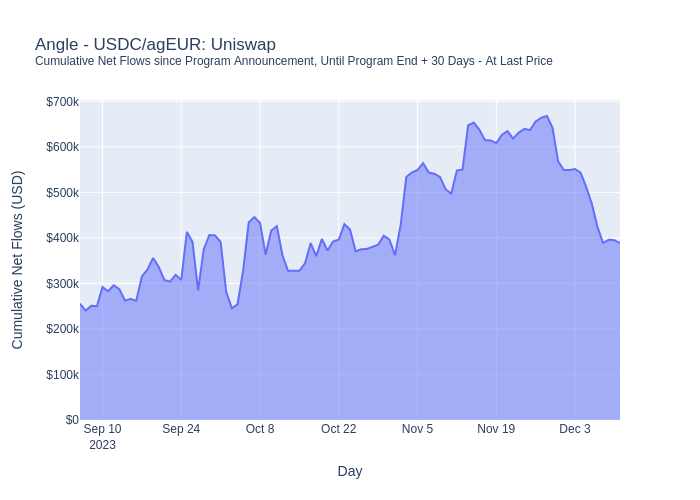 Angle - USDC/agEUR: Uniswap
Cumulative Net Flows since Program Announcement, Until Program End + 30 Days - At Last Price
Cumulative Net Flows (USD)
$700k
$600k
$500k
$400k
$300k
$200k
$100k
$0
Sep 10 Sep 24 Oct 8 Oct 22 Nov 5 Nov 19 Dec 3
2023
Day